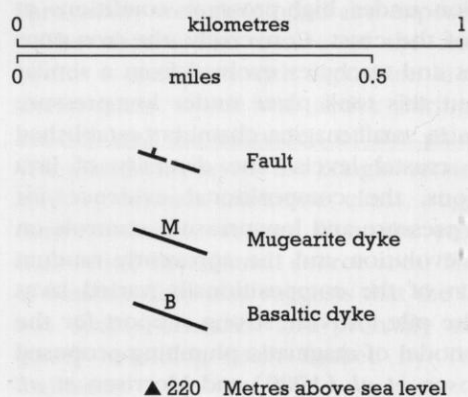 0 kilometres 1
0 miles 0.5
Fault
M Mugearite dyke
B Basaltic dyke
▲ 220 Metres above sea level